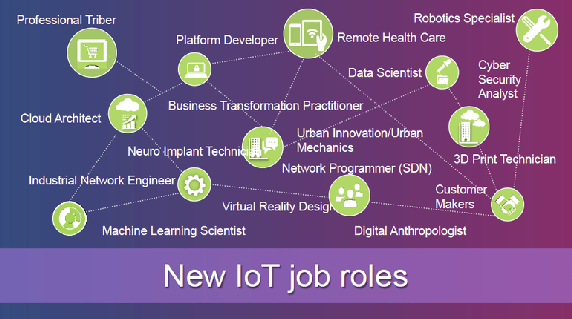 Professional Triber
Robotics Specialist
Platform Developer
Remote Health Care
Data Scientist
Cyber
Security
Analyst
Business Transformation Practitioner
Cloud Architect
Urban Innovation/Urban
Mechanics
Neuro Implant Technician
3D Print Technician
Network Programmer (SDN)
Industrial Network Engineer
Customer
Makers
Virtual Reality Design
Machine Learning Scientist
Digital Anthropologist
New IoT job roles